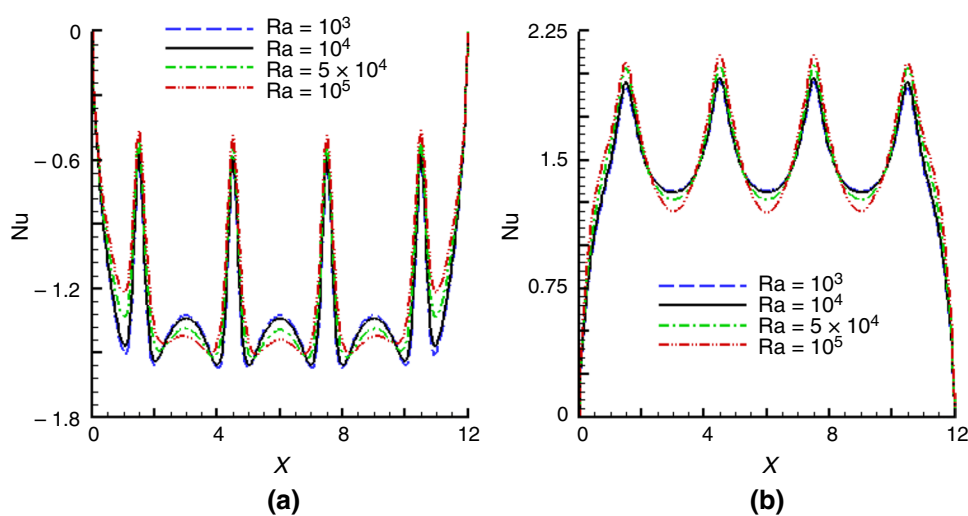 0
– 0.6
– 1.2
– 1.8
Nu
Ra = 10³
Ra = 10⁴
Ra = 5 × 10⁴
Ra = 10⁵
0
4
8
12
X
(a)
2.25
1.5
0.75
0
Nu
Ra = 10³
Ra = 10⁴
Ra = 5 × 10⁴
Ra = 10⁵
0
4
8
12
X
(b)